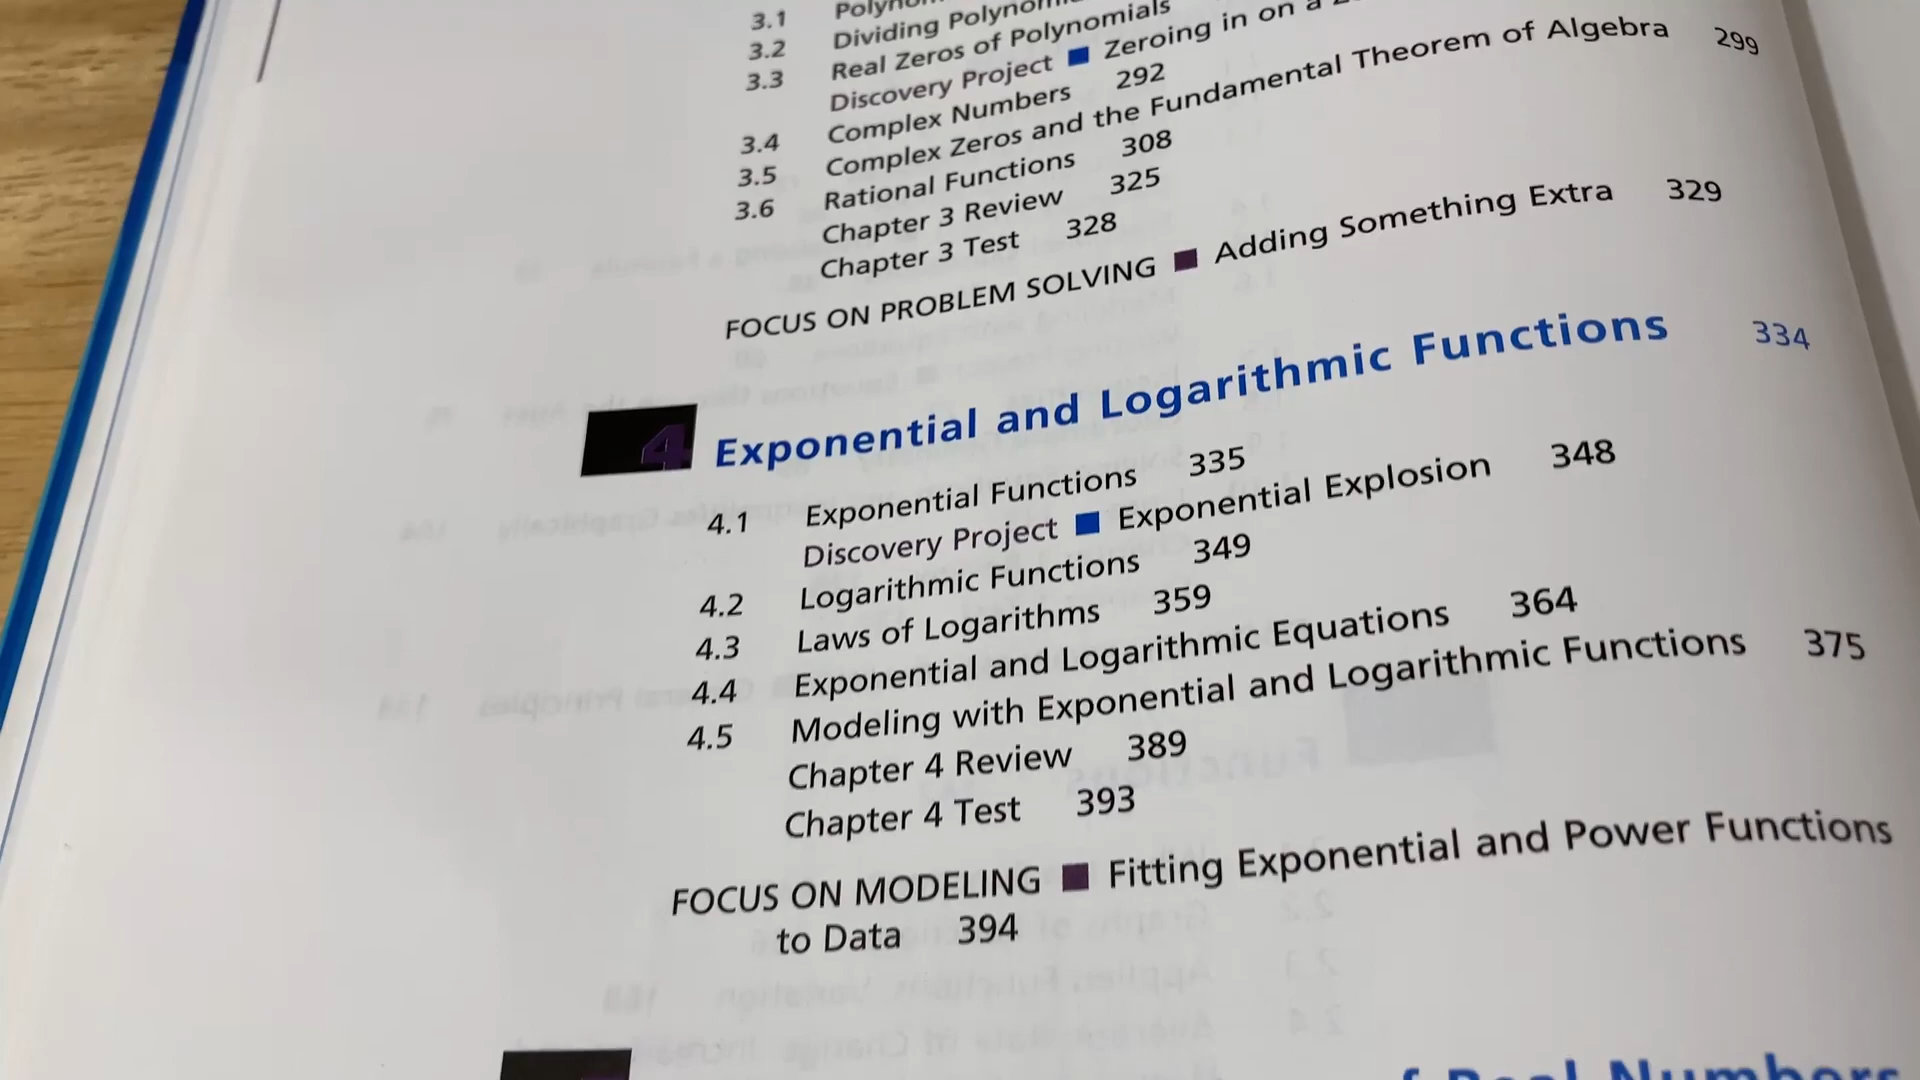 3.1
3.2 Dividing
3.3 Real Zeros of Polynomials
Discovery Project ■ Zeroing in on a
3.4 Complex Numbers 292
3.5 Complex Zeros and the Fundamental Theorem of Algebra 299
3.6 Rational Functions 308
Chapter 3 Review 325
Chapter 3 Test 328
FOCUS ON PROBLEM SOLVING ■ Adding Something Extra 329
4 Exponential and Logarithmic Functions 334
4.1 Exponential Functions 335
Discovery Project ■ Exponential Explosion 348
4.2 Logarithmic Functions 349
4.3 Laws of Logarithms 359
4.4 Exponential and Logarithmic Equations 364
4.5 Modeling with Exponential and Logarithmic Functions 375
Chapter 4 Review 389
Chapter 4 Test 393
FOCUS ON MODELING ■ Fitting Exponential and Power Functions
to Data 394
of Real Numbers